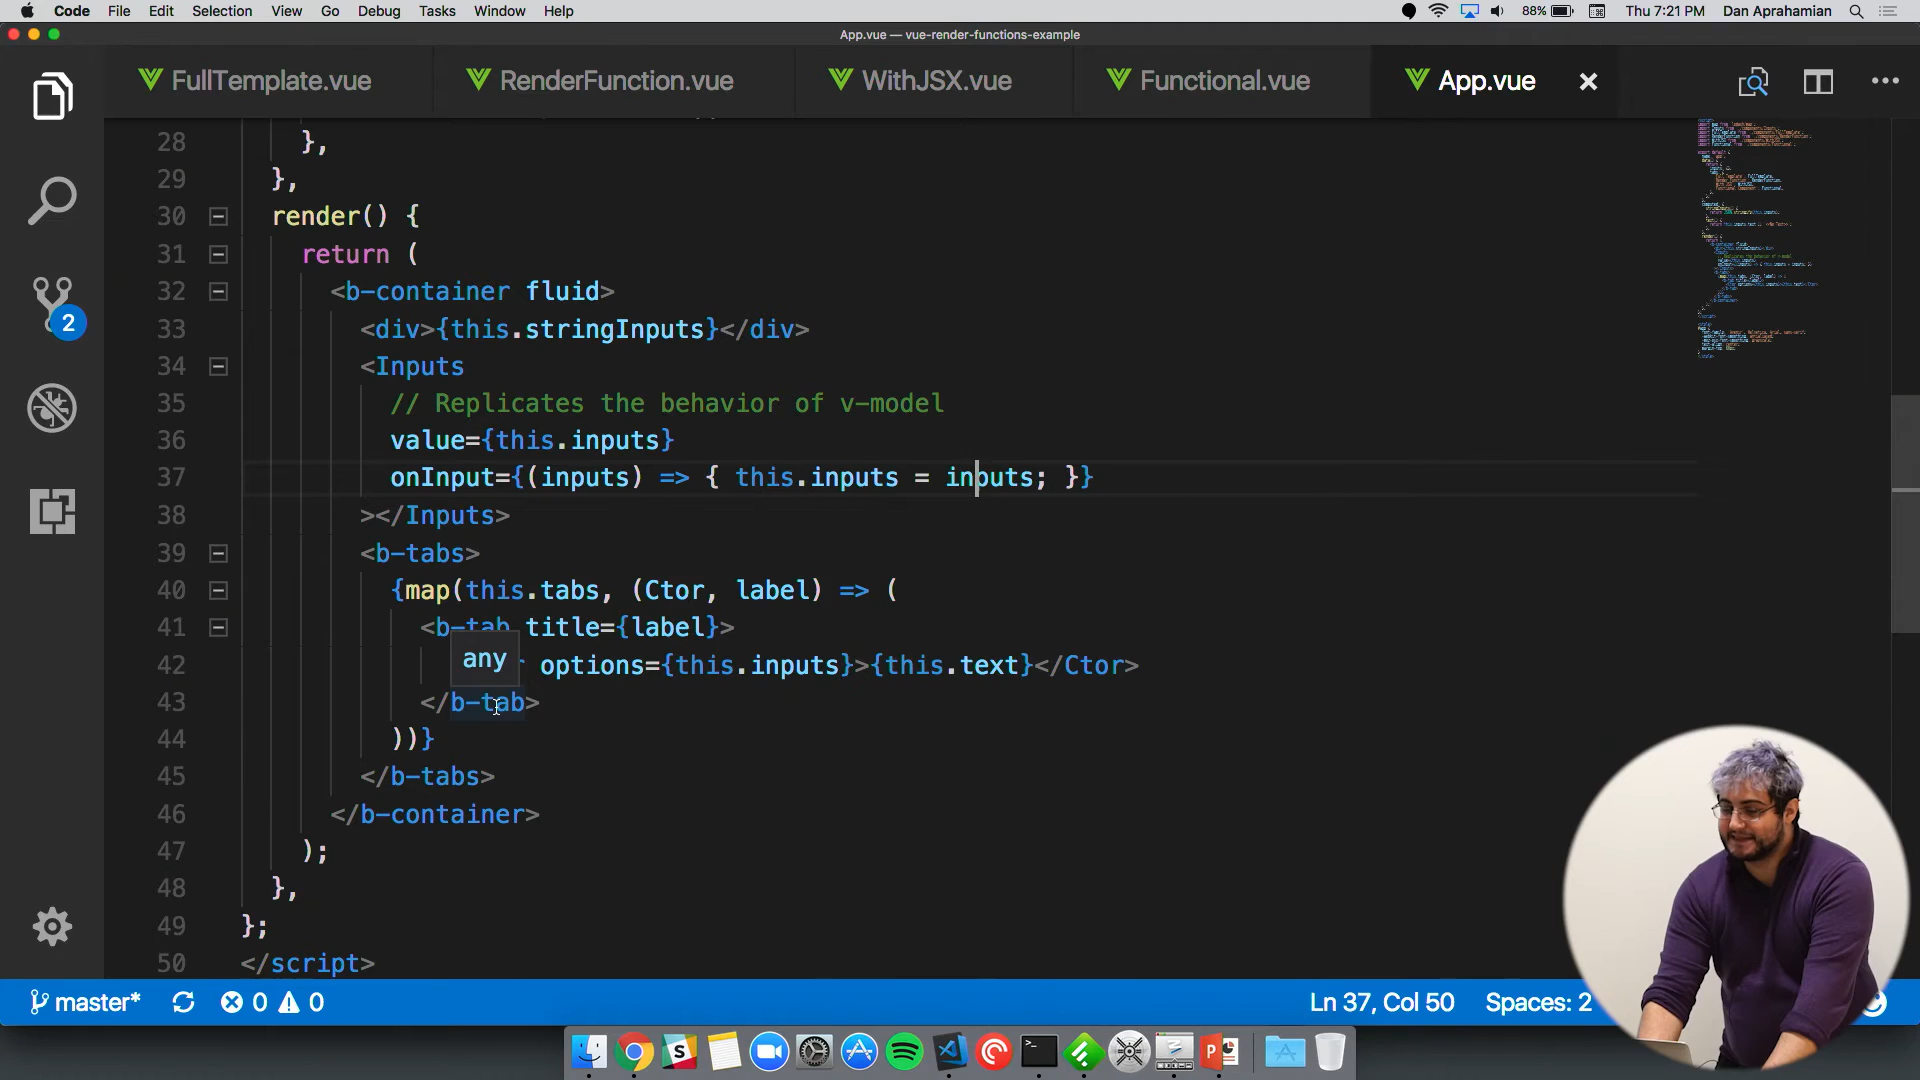 Code File Edit Selection View Go Debug Tasks Window Help 88% Thu 7:21 PM Dan Aprahamian
App.vue — vue-render-functions-example
FullTemplate.vue RenderFunction.vue WithJSX.vue Functional.vue App.vue
28 },
29 },
30 render() {
31 return (
32 <b-container fluid>
33 <div>{this.stringInputs}</div>
34 <Inputs
35 // Replicates the behavior of v-model
36 value={this.inputs}
37 onInput={(inputs) => { this.inputs = inputs; }}
38 ></Inputs>
39 <b-tabs>
40 {map(this.tabs, (Ctor, label) => (
41 <b-tab title={label}>
any
42 options={this.inputs}>{this.text}</Ctor>
43 </b-tab>
44 ))}
45 </b-tabs>
46 </b-container>
47 );
48 },
49 };
50 </script>
2
master* 0 0 Ln 37, Col 50 Spaces: 2